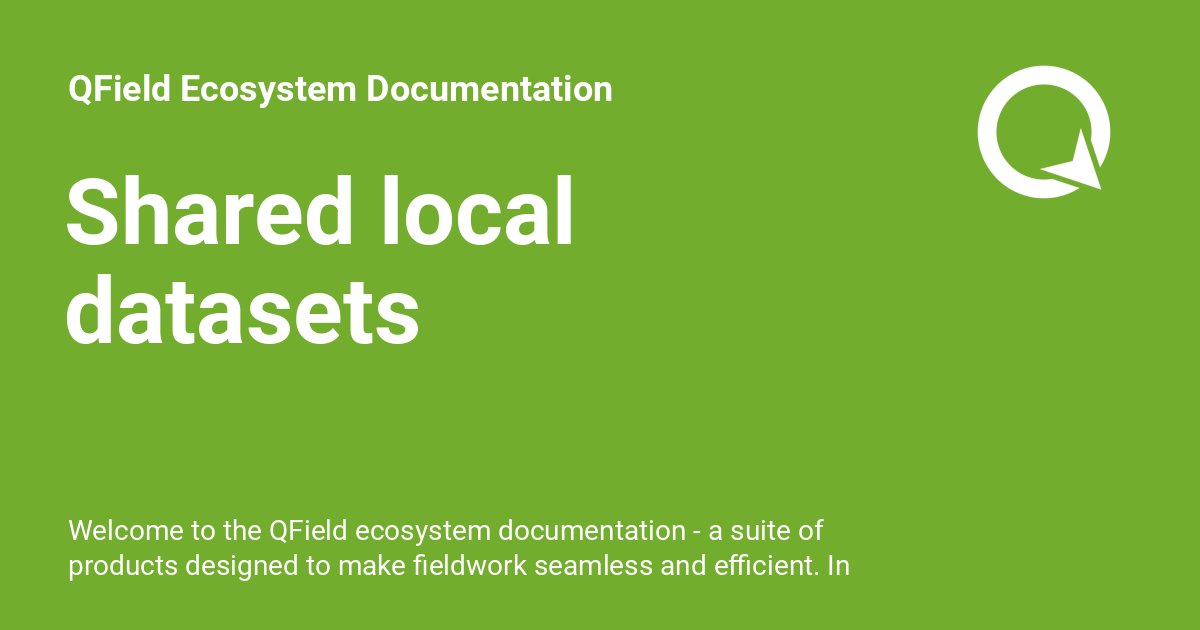 QField Ecosystem Documentation
Shared local
datasets
Welcome to the QField ecosystem documentation - a suite of
products designed to make fieldwork seamless and efficient. In